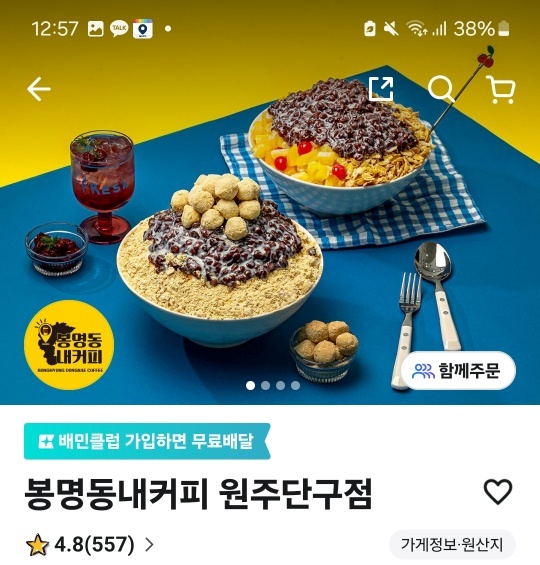 12:57
TALK
38%
FRESH
봉명동
내커피
BONGMYUNG DONGNAE COFFEE
함께주문
배민클럽 가입하면 무료배달
봉명동내커피 원주단구점
4.8(557)
가게정보·원산지